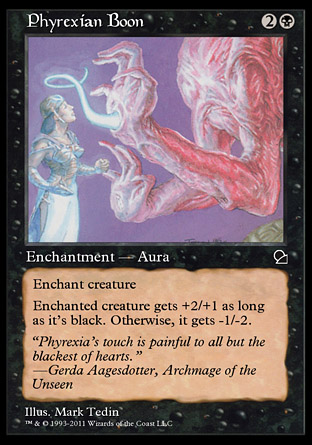 Phyrexian Boon 2
Enchantment — Aura
Enchant creature
Enchanted creature gets +2/+1 as long
as it's black. Otherwise, it gets -1/-2.
"Phyrexia's touch is painful to all but the
blackest of hearts."
—Gerda Aagesdotter, Archmage of the
Unseen
Illus. Mark Tedin
™ & © 1993-2011 Wizards of the Coast LLC